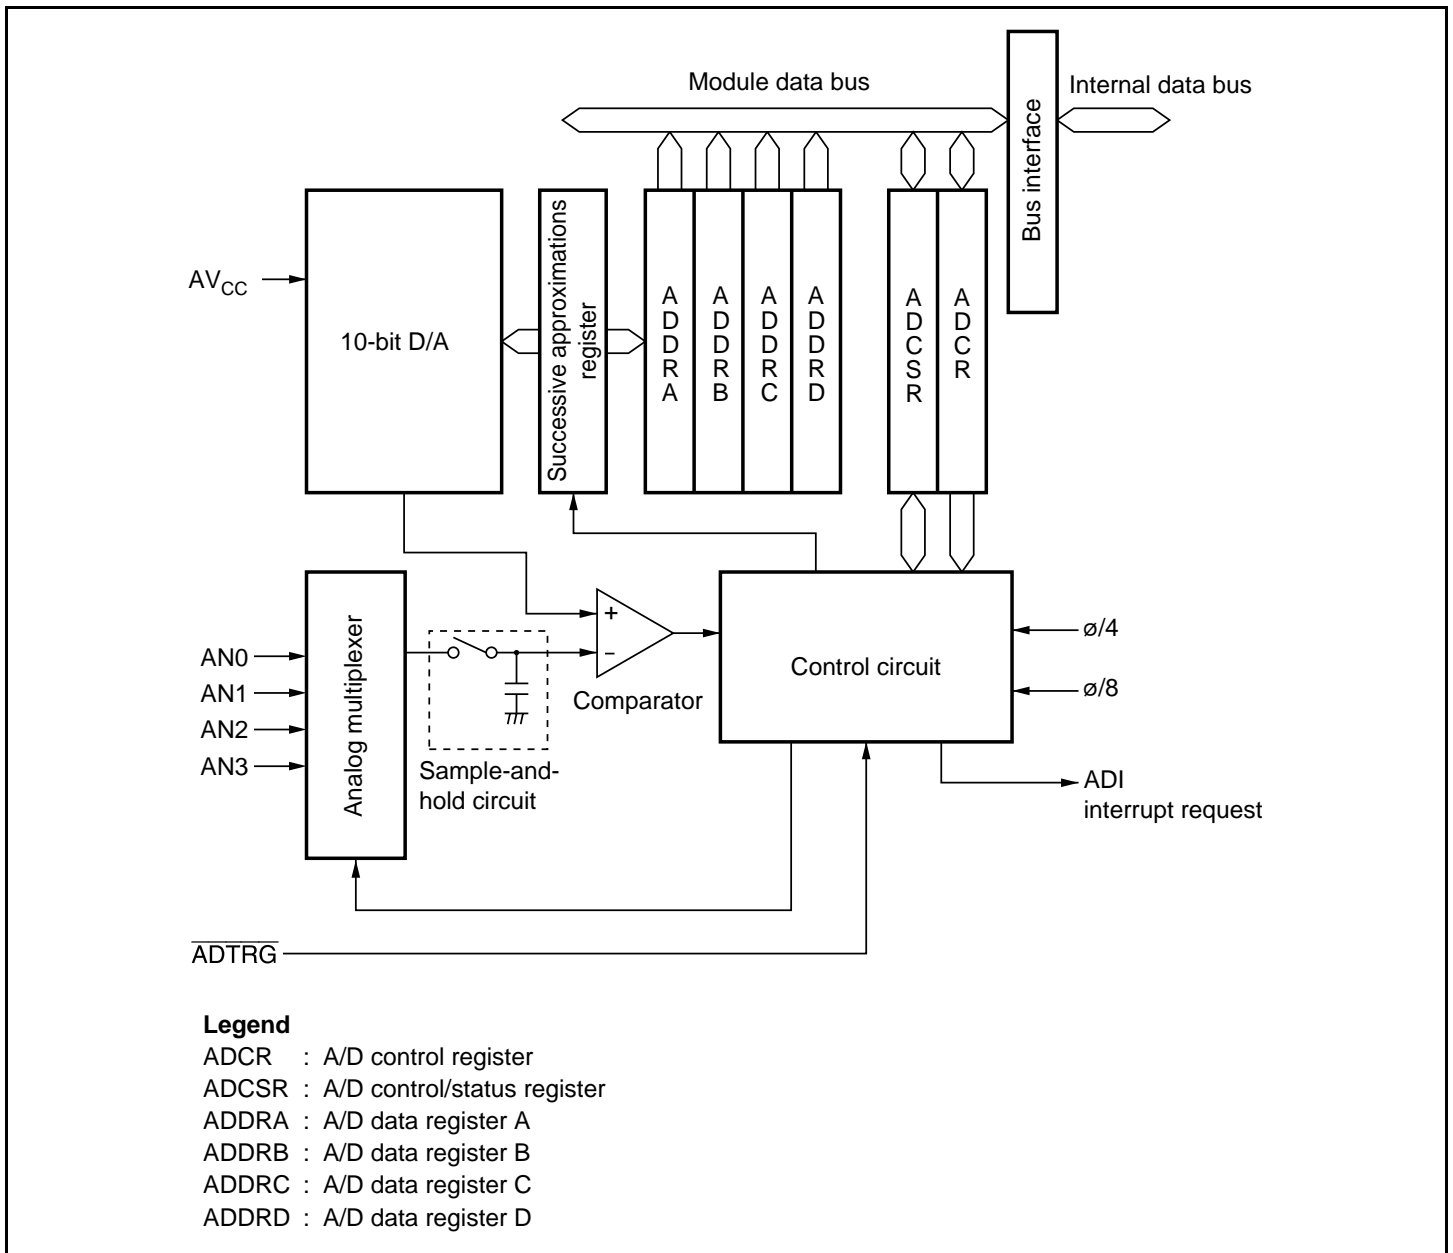 Module data bus
Internal data bus
Bus interface
AVCC
10-bit D/A
Successive approximations
register
ADDRA
ADDRB
ADDRC
ADDRD
ADCSR
ADCR
AN0
AN1
AN2
AN3
Analog multiplexer
Sample-and-
hold circuit
+
−
Comparator
Control circuit
ø/4
ø/8
ADI
interrupt request
ADTRG
Legend
ADCR : A/D control register
ADCSR : A/D control/status register
ADDRA : A/D data register A
ADDRB : A/D data register B
ADDRC : A/D data register C
ADDRD : A/D data register D